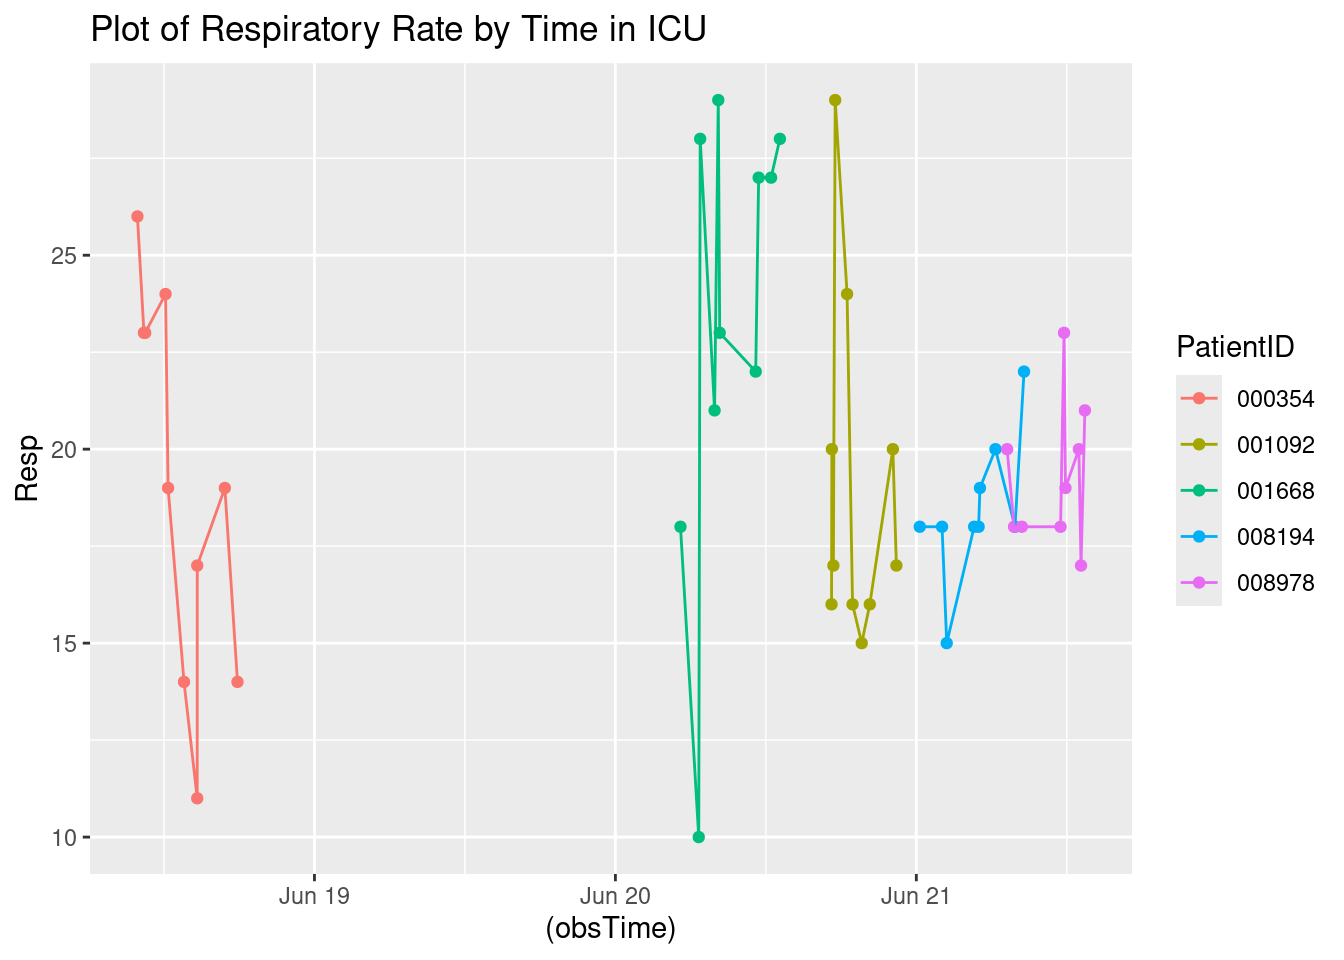 Plot of Respiratory Rate by Time in ICU
Resp
25
20
15
10
Jun 19 Jun 20 Jun 21
(obsTime)
PatientID
000354
001092
001668
008194
008978